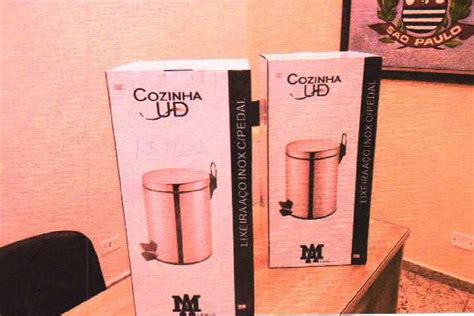 SÃO PAULO
COZINHA
UD
LIXEIRA AÇO INOX C/PEDAL
COZINHA
UD
LIXEIRA AÇO INOX C/PEDAL